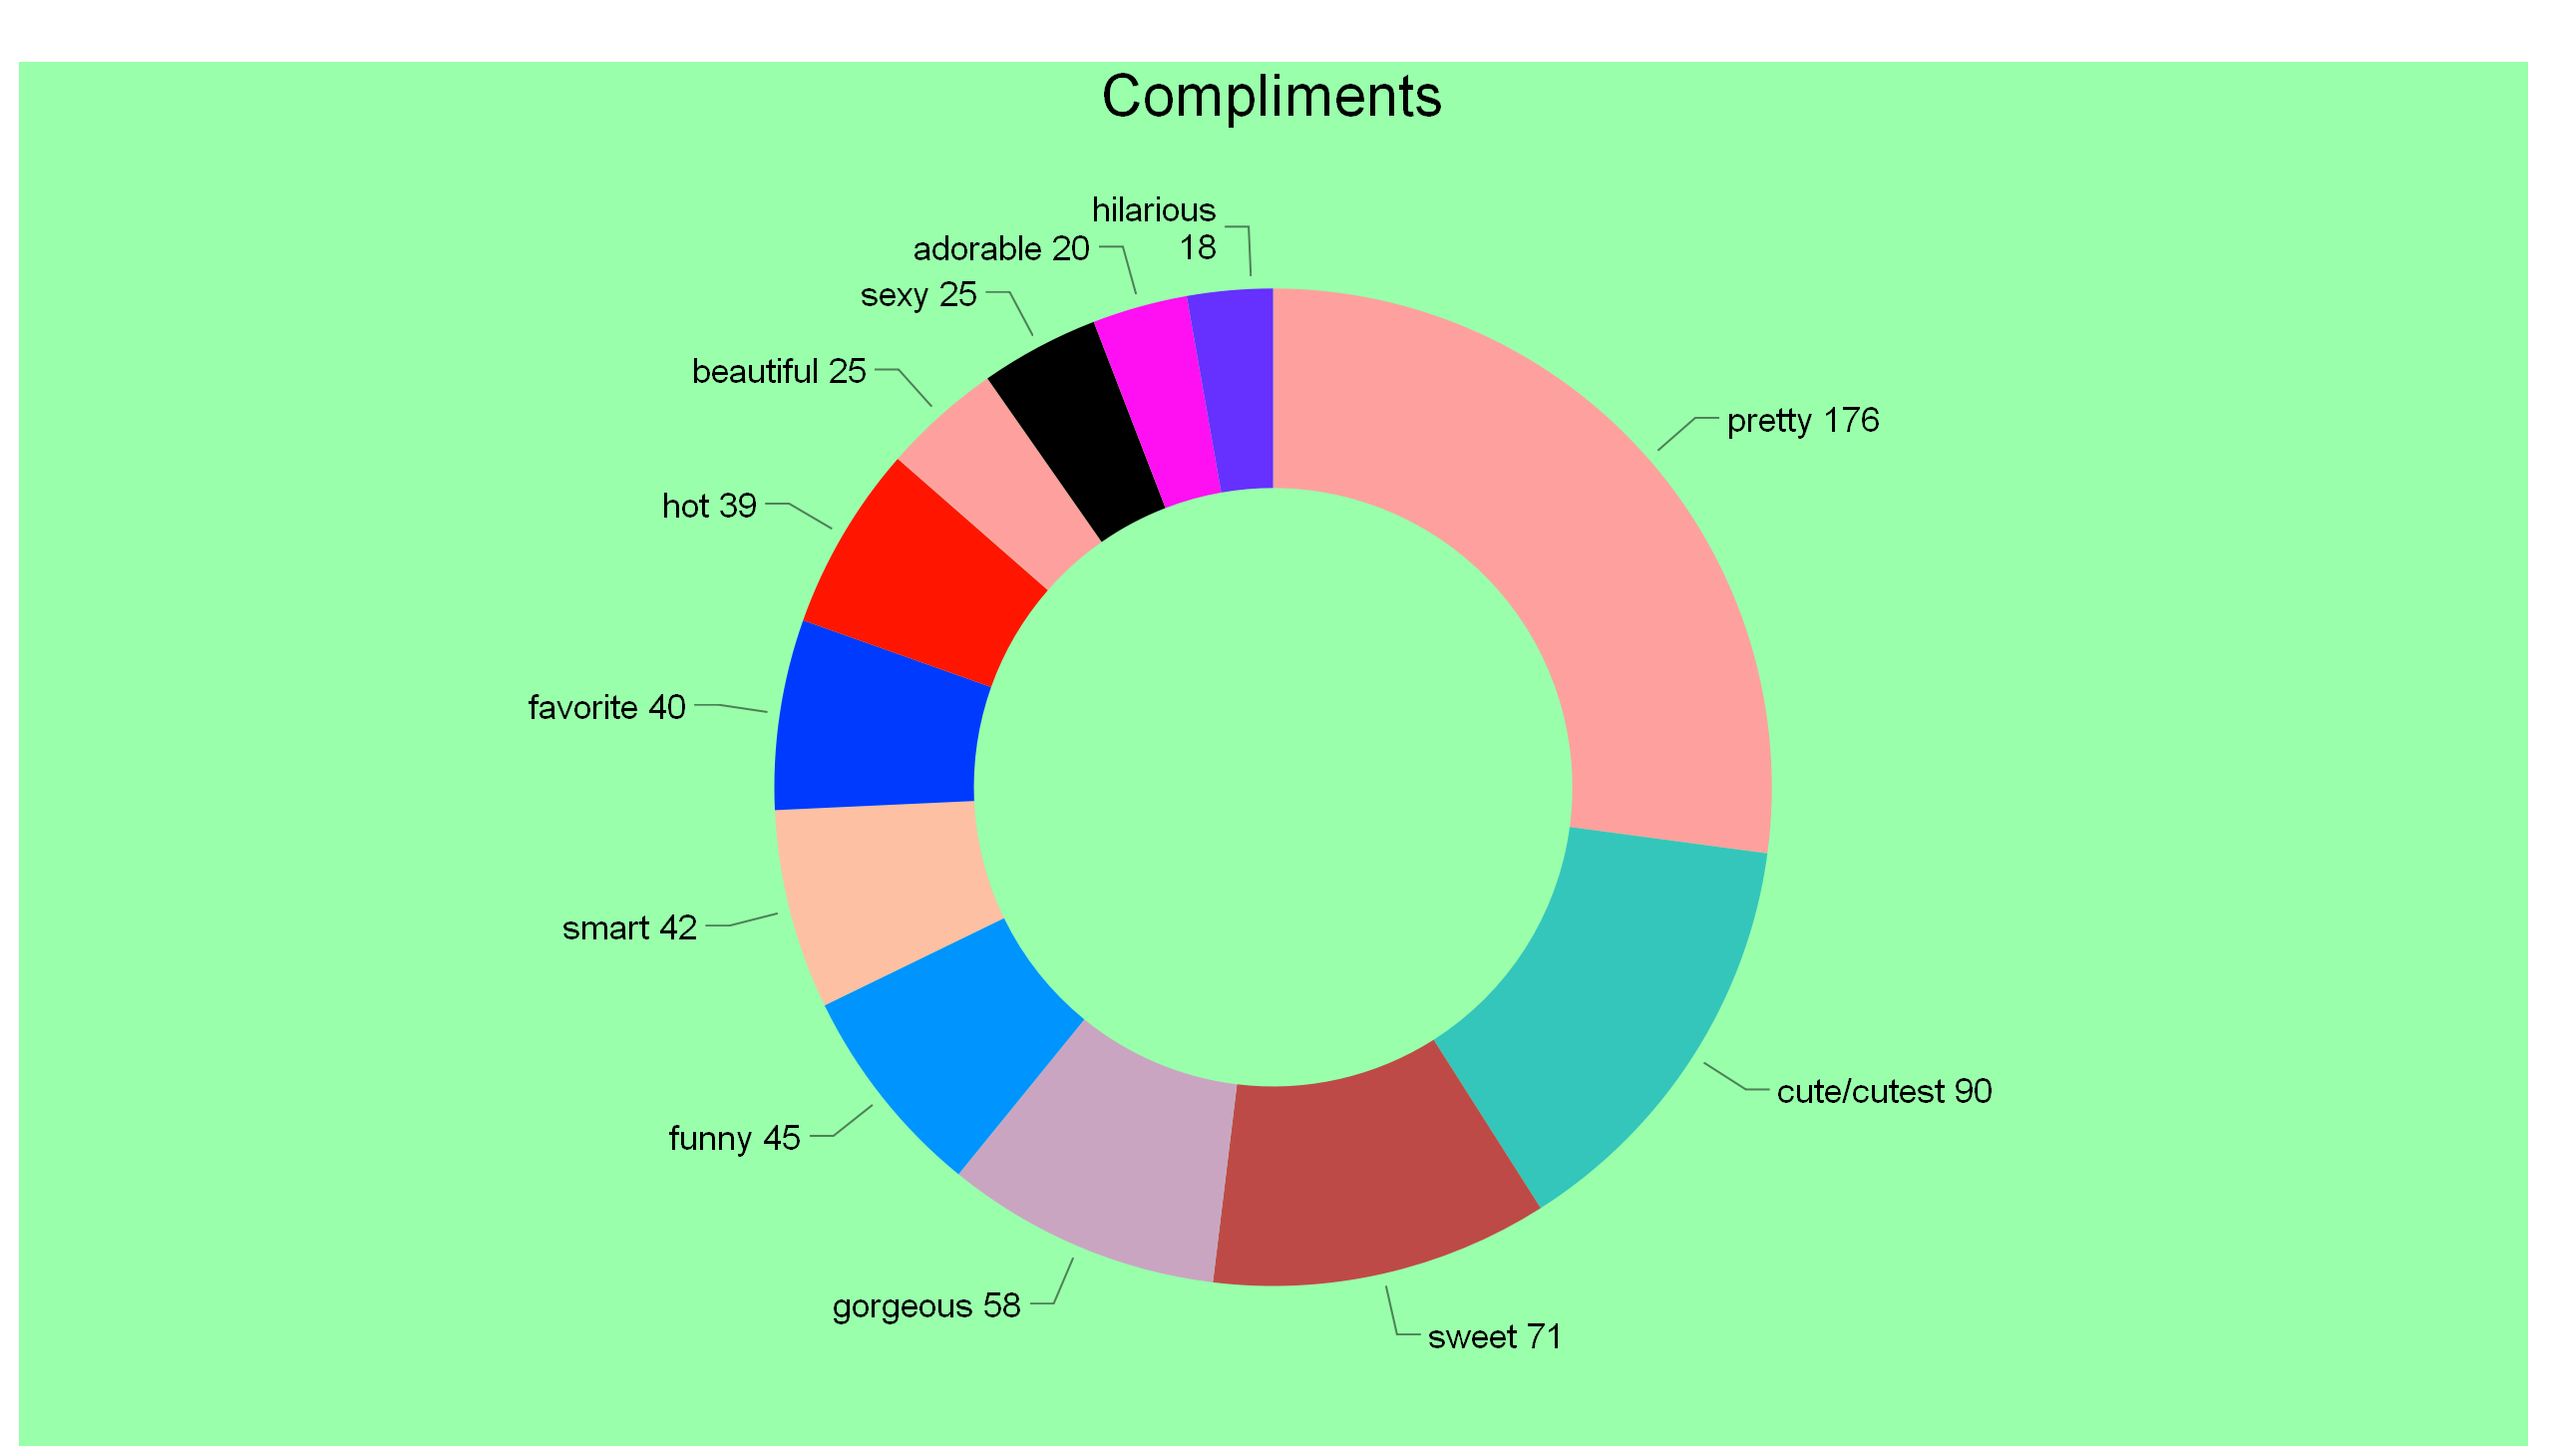 Compliments
hilarious
18
adorable 20
sexy 25
beautiful 25
pretty 176
hot 39
favorite 40
smart 42
cute/cutest 90
funny 45
gorgeous 58
sweet 71